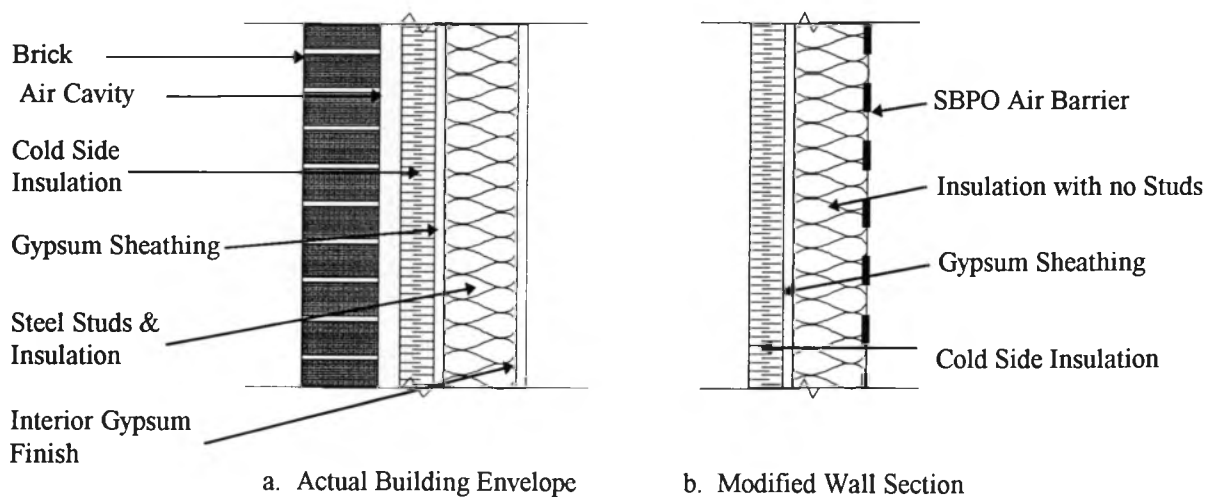 Brick
Air Cavity
Cold Side
Insulation
Gypsum Sheathing
Steel Studs &
Insulation
Interior Gypsum
Finish
a. Actual Building Envelope
SBPO Air Barrier
Insulation with no Studs
Gypsum Sheathing
Cold Side Insulation
b. Modified Wall Section